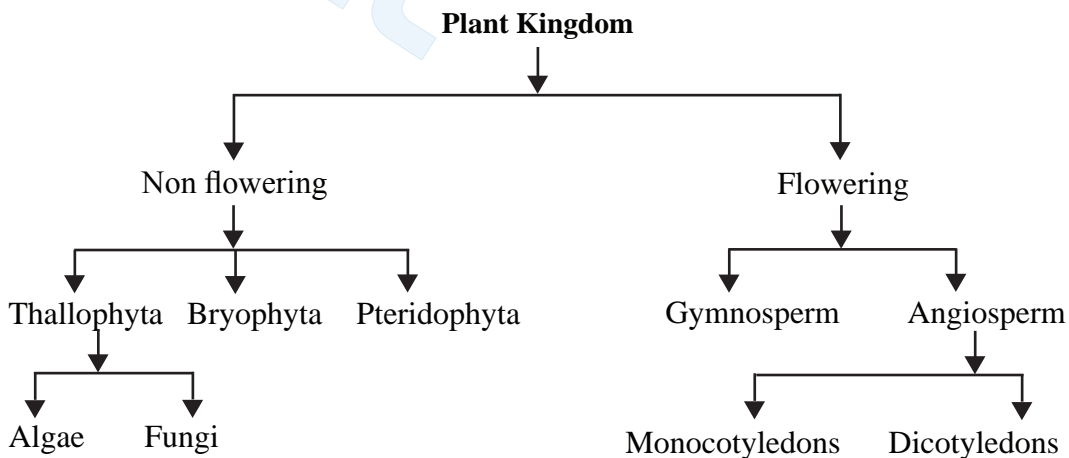 Plant Kingdom
Non flowering
Flowering
Thallophyta
Bryophyta
Pteridophyta
Gymnosperm
Angiosperm
Algae
Fungi
Monocotyledons
Dicotyledons